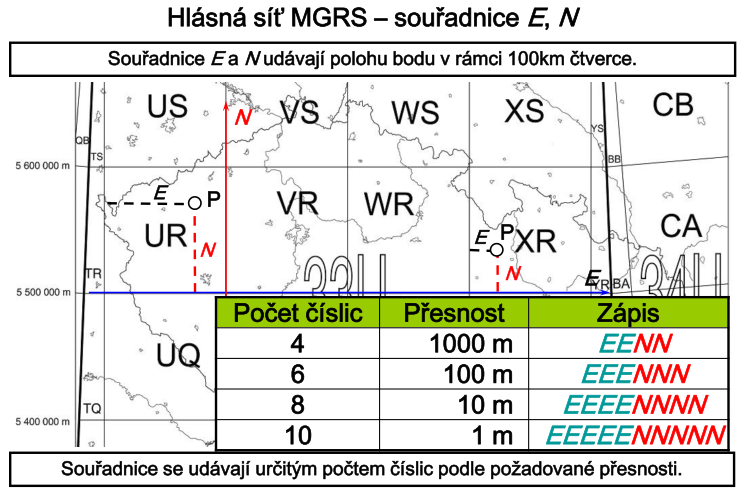 Hlásná síť MGRS – souřadnice E, N
Souřadnice E a N udávají polohu bodu v rámci 100km čtverce.
US VS WS XS CB
N
QB TS YS BB
5 600 000 m
E P VR WR P CA
UR N E XR
N
TR 33U E YR BA 34U
5 500 000 m
Počet číslic Přesnost Zápis
4 1000 m EENN
UQ
6 100 m EEENNN
8 10 m EEEENNNN
TQ
5 400 000 m
10 1 m EEEEENNNNN
Souřadnice se udávají určitým počtem číslic podle požadované přesnosti.